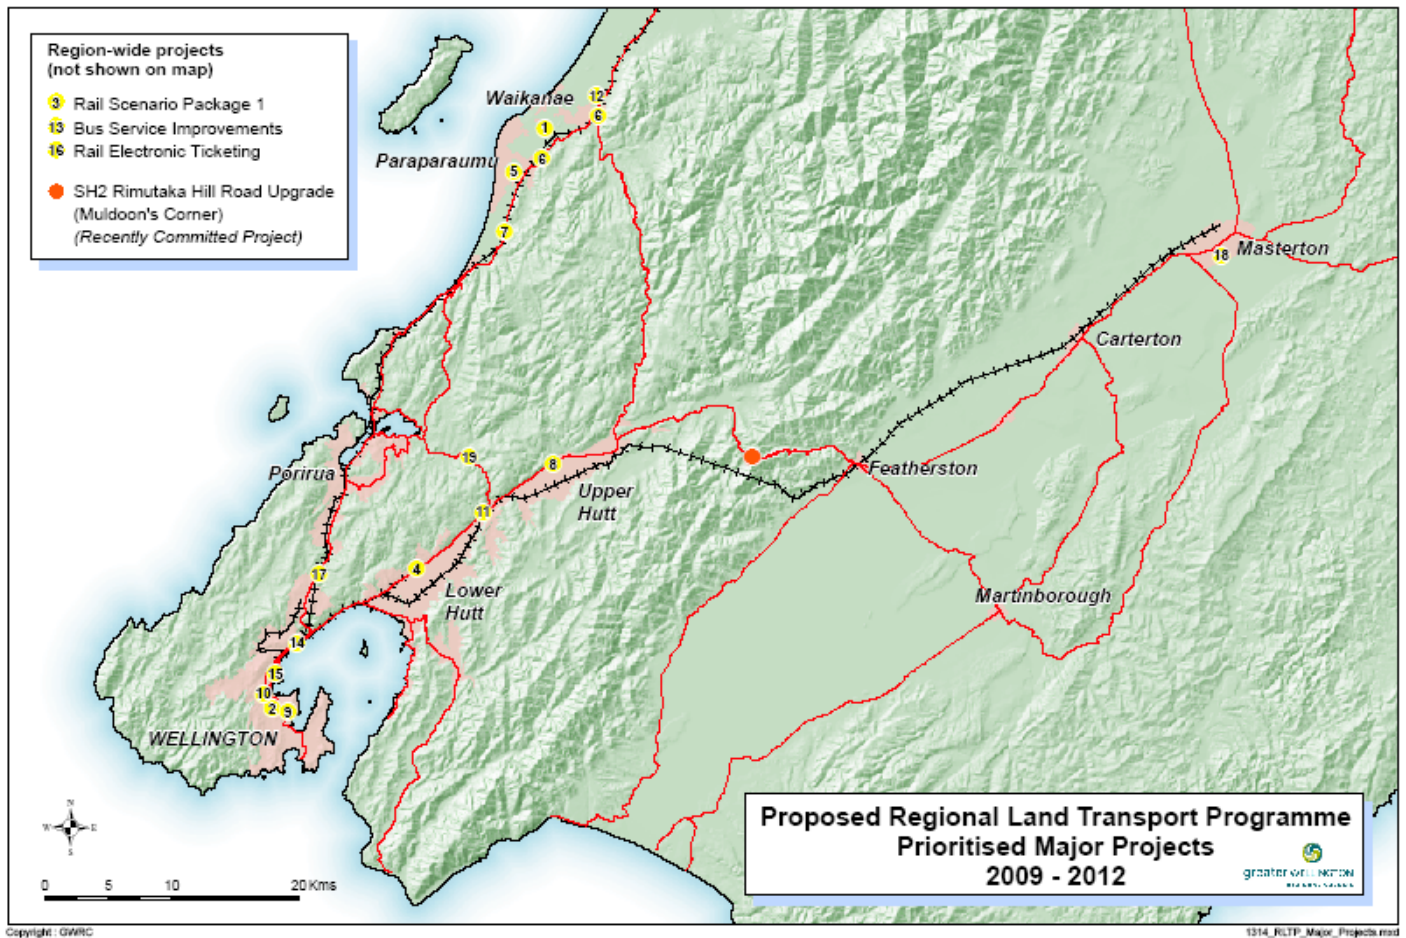 Region-wide projects
(not shown on map)
3 Rail Scenario Package 1
13 Bus Service Improvements
16 Rail Electronic Ticketing
SH2 Rimutaka Hill Road Upgrade
(Muldoon's Corner)
(Recently Committed Project)
Waikanae
12
6
1
6
Paraparaumu
5
7
Masterton
18
Carterton
19
8
Porirua
Featherston
Upper
Hutt
11
17
4
Lower
Hutt
Martinborough
14
15
10
2
9
WELLINGTON
N
W
E
S
0 5 10 20 Kms
Proposed Regional Land Transport Programme
Prioritised Major Projects
2009 - 2012
greater WELLINGTON
Copyright : GWRC
1314_RLTP_Major_Projects.mxd